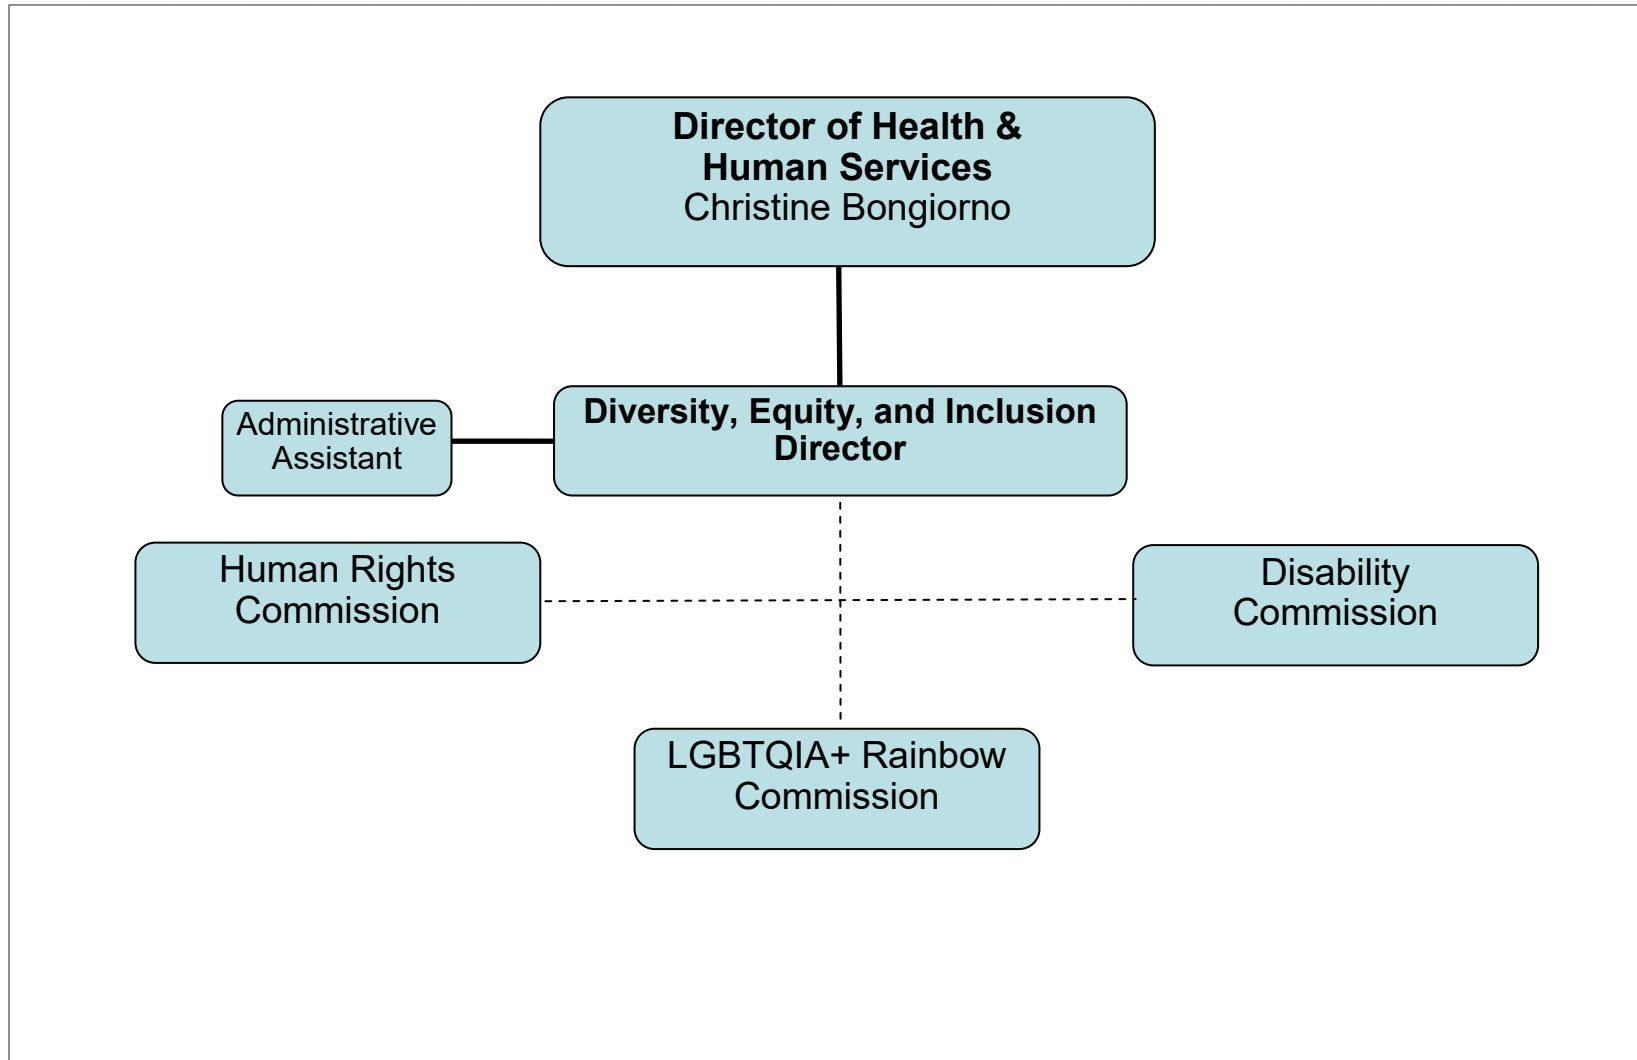 Director of Health &
Human Services
Christine Bongiorno
Administrative
Assistant
Diversity, Equity, and Inclusion
Director
Human Rights
Commission
Disability
Commission
LGBTQIA+ Rainbow
Commission